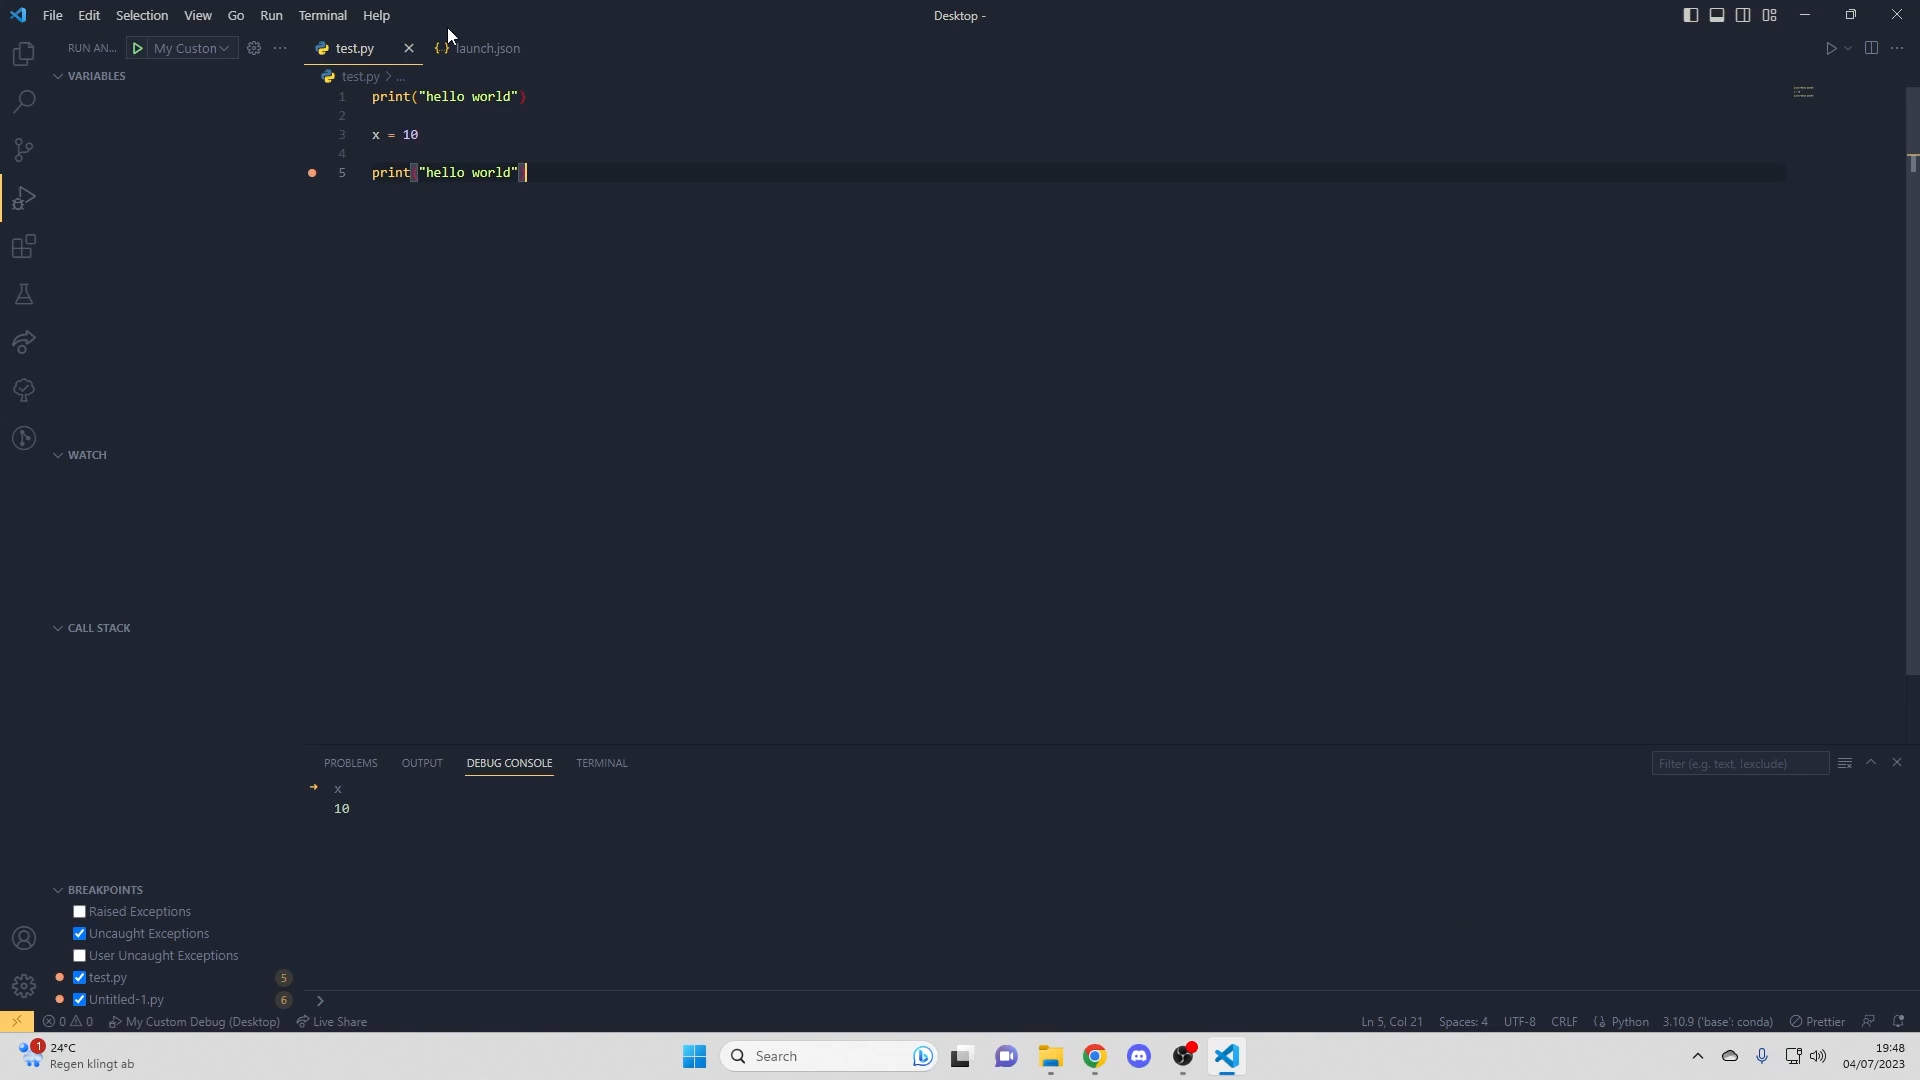 File Edit Selection View Go Run Terminal Help
Desktop -
RUN AN... My Custon
test.py
launch.json
VARIABLES
test.py > ...
1 print("hello world")
2
3 x = 10
4
5 print("hello world")
WATCH
CALL STACK
PROBLEMS OUTPUT DEBUG CONSOLE TERMINAL
Filter (e.g. text, !exclude)
x
10
BREAKPOINTS
Raised Exceptions
Uncaught Exceptions
User Uncaught Exceptions
test.py 5
Untitled-1.py 6
0 0 My Custom Debug (Desktop) Live Share
Ln 5, Col 21 Spaces: 4 UTF-8 CRLF Python 3.10.9 ('base': conda) Prettier
1
24°C
Regen klingt ab
Search
19:48
04/07/2023